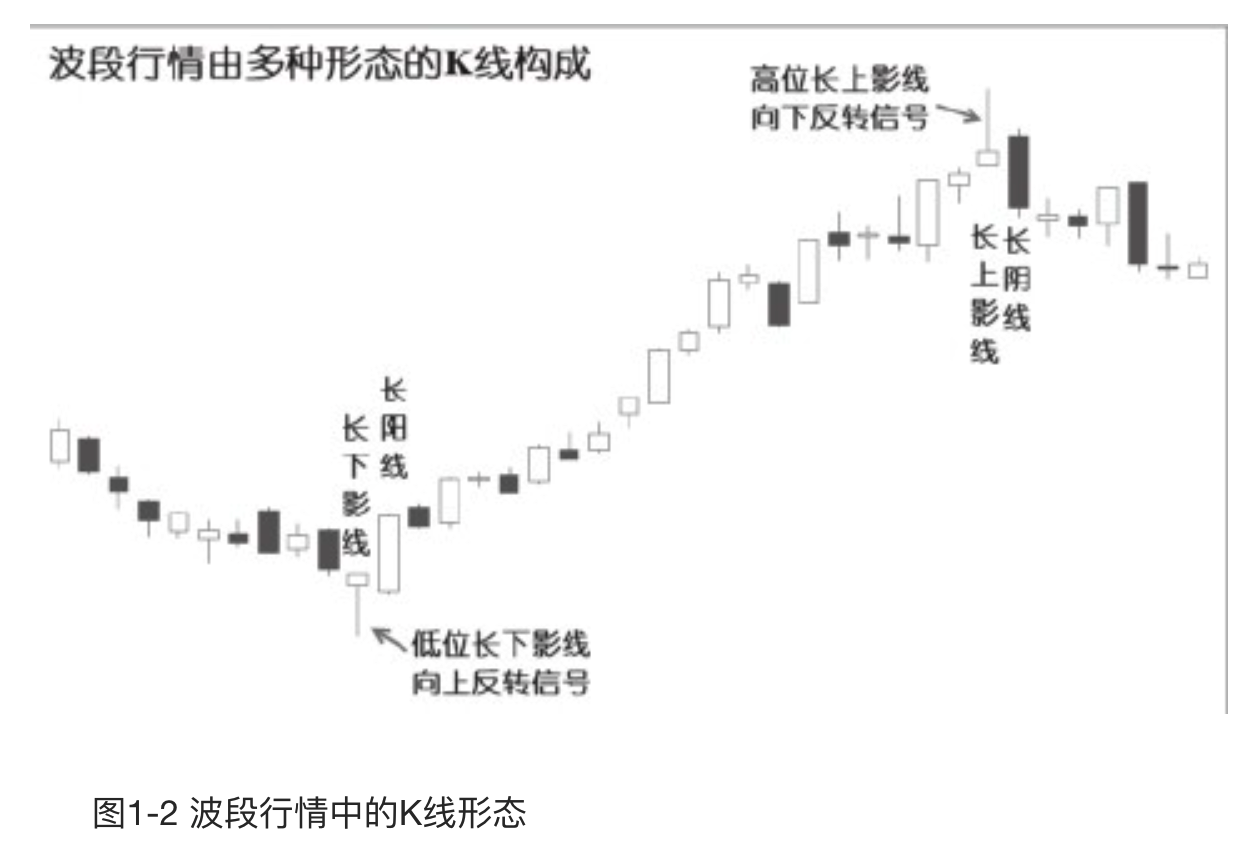 波段行情由多种形态的K线构成
高位长上影线
向下反转信号
长上影线
长阴线
长阳线
长下影线
低位长下影线
向上反转信号
图1-2 波段行情中的K线形态